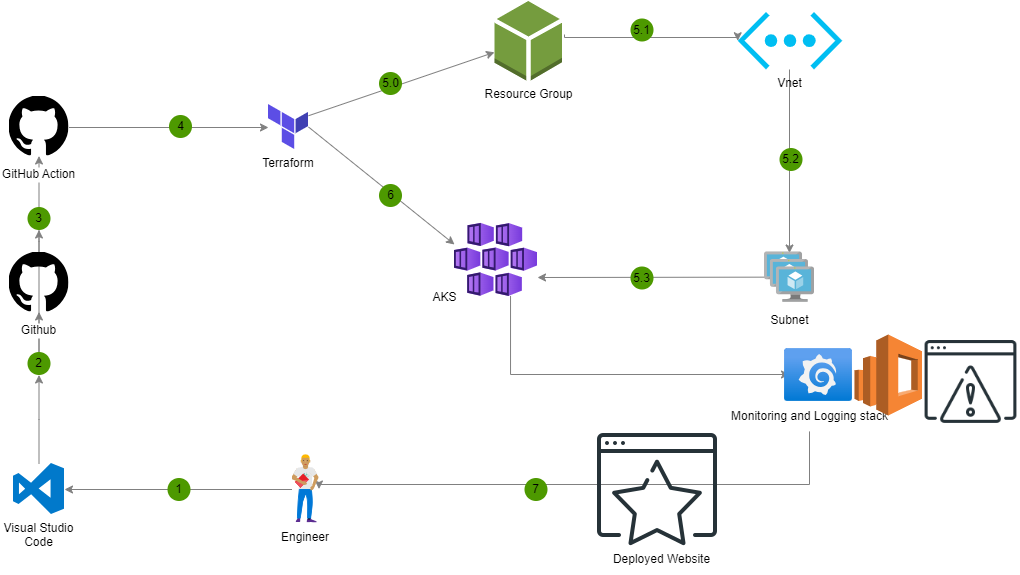 5.1
Vnet
Resource Group
5.0
4
GitHub Action
Terraform
5.2
6
3
AKS
5.3
Subnet
Github
2
Monitoring and Logging stack
1
7
Visual Studio
Code
Engineer
Deployed Website